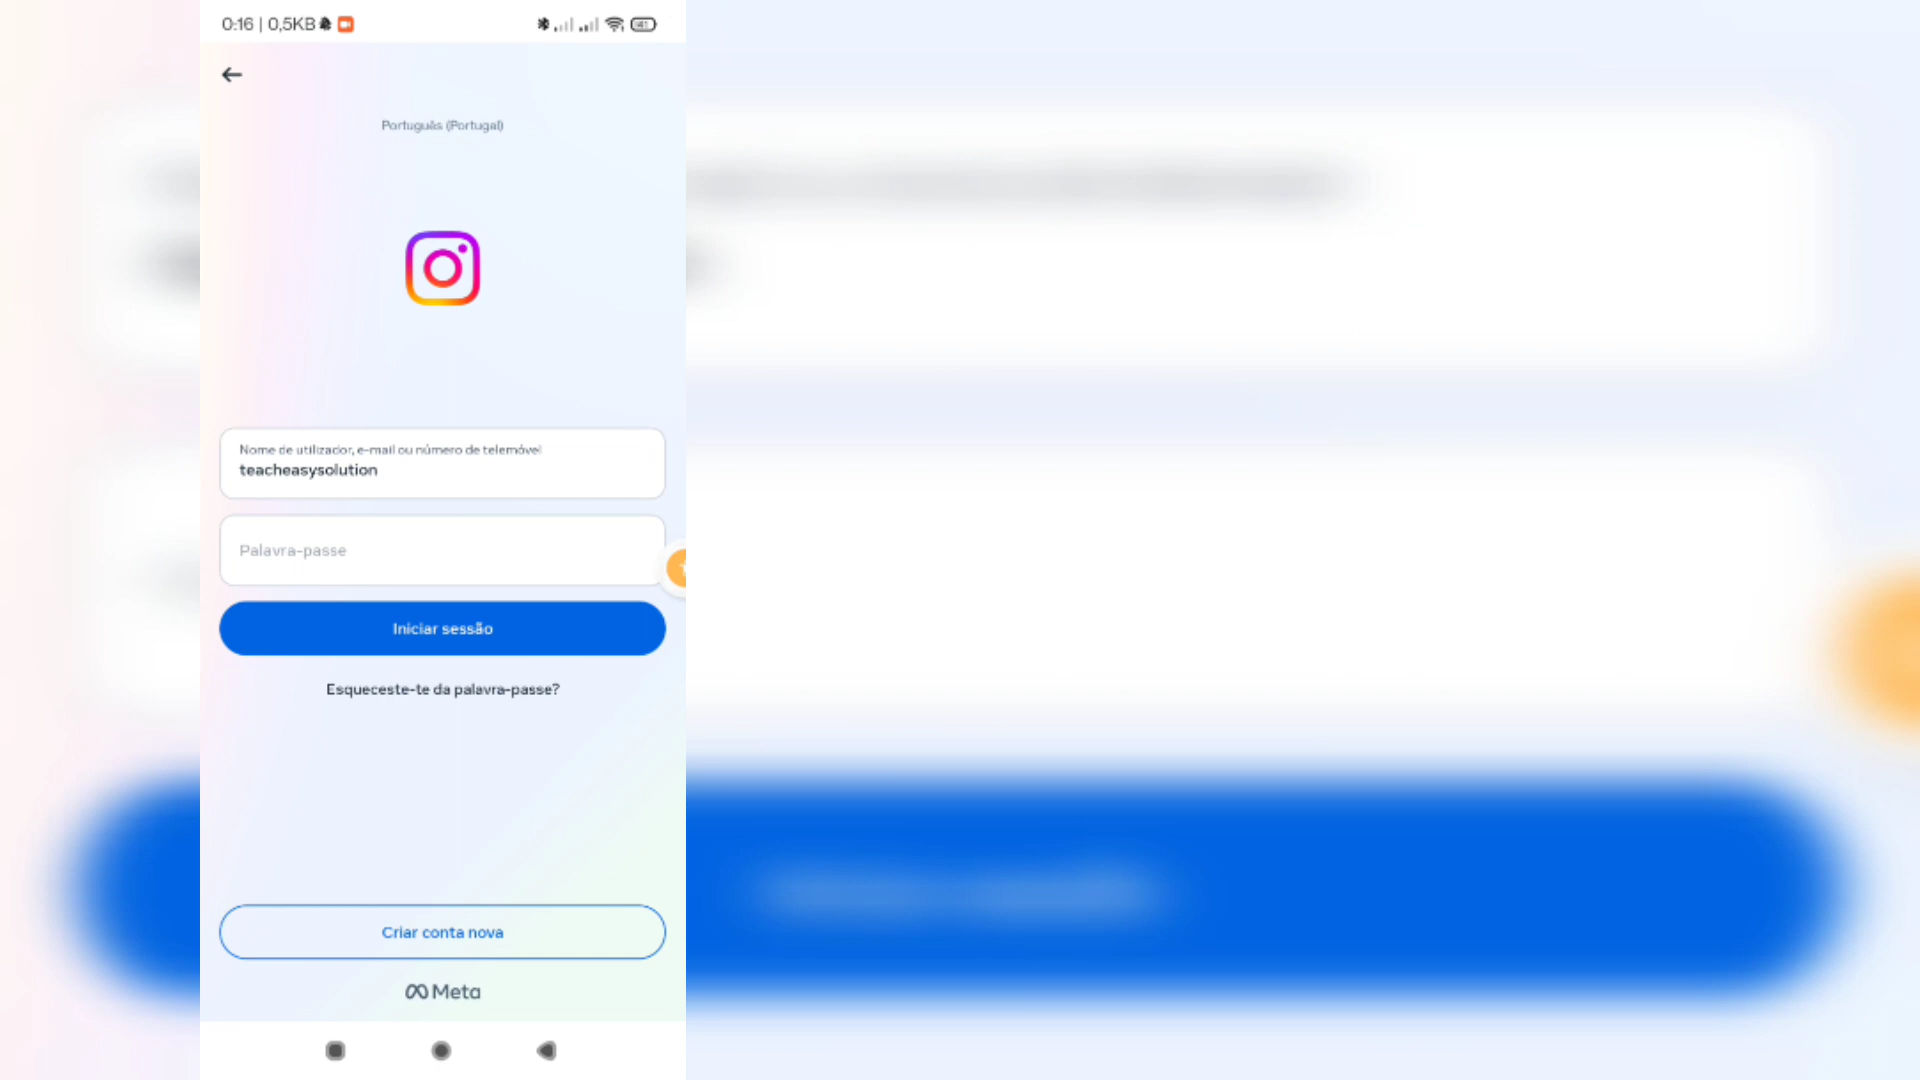 0:16 | 0,5KB
Português (Portugal)
Nome de utilizador, e-mail ou número de telemóvel
teacheasysolution
Palavra-passe
Iniciar sessão
Esqueceste-te da palavra-passe?
Criar conta nova
Meta